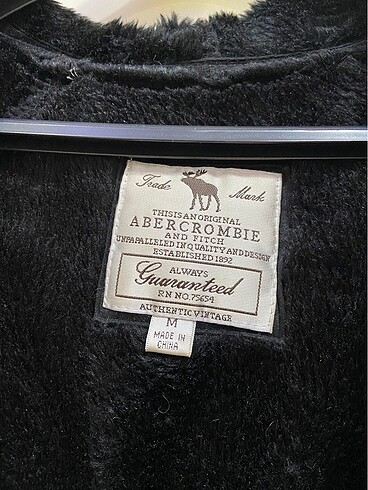 Trade Mark
THIS IS AN ORIGINAL
ABERCROMBIE
AND FITCH
UNPARALLELED IN QUALITY AND DESIGN
ESTABLISHED 1892
ALWAYS
Guaranteed
RN NO. 75654
AUTHENTIC VINTAGE
M
MADE IN
CHINA